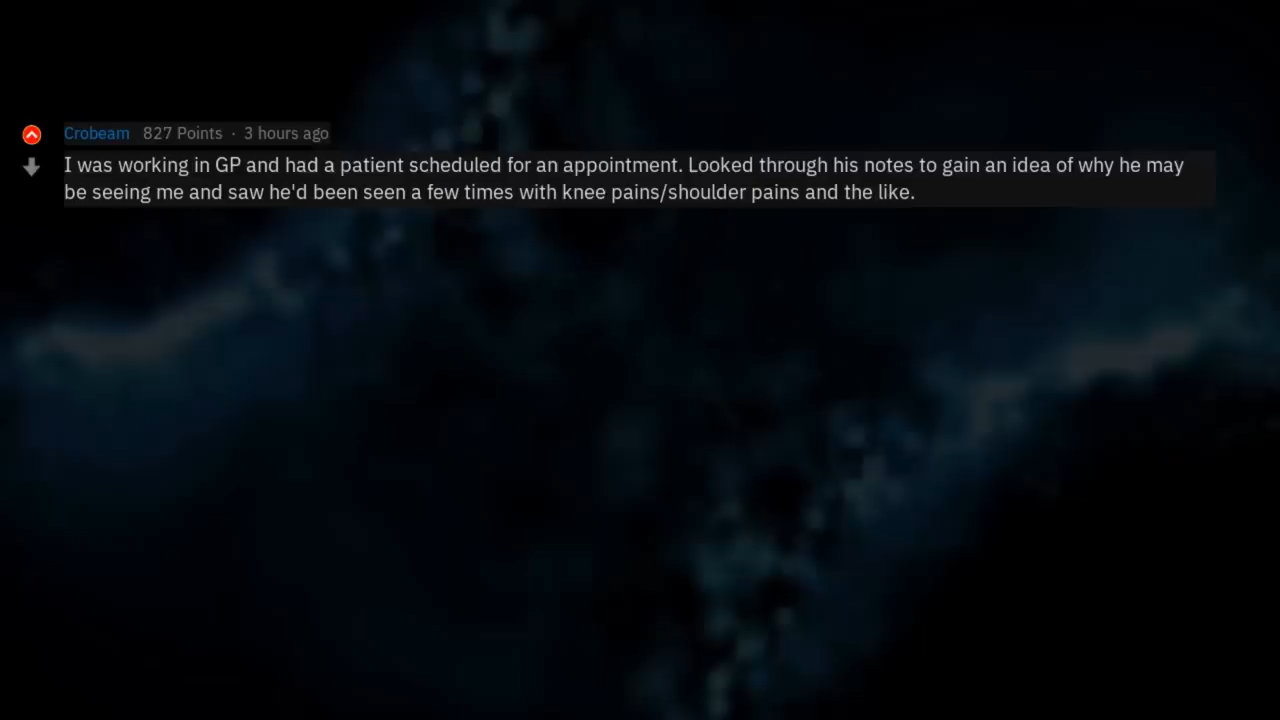 Crobeam 827 Points · 3 hours ago
I was working in GP and had a patient scheduled for an appointment. Looked through his notes to gain an idea of why he may
be seeing me and saw he'd been seen a few times with knee pains/shoulder pains and the like.